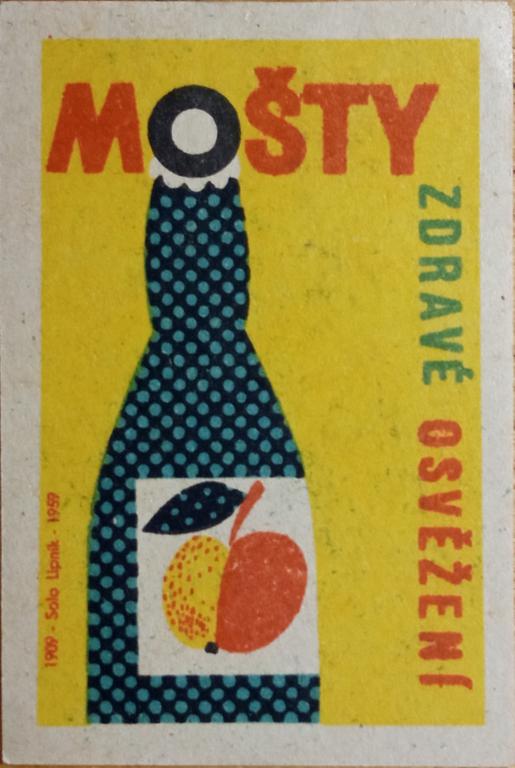 MOŠTY
ZDRAVÉ OSVĚŽENÍ
1909 - Solo Lipník - 1959